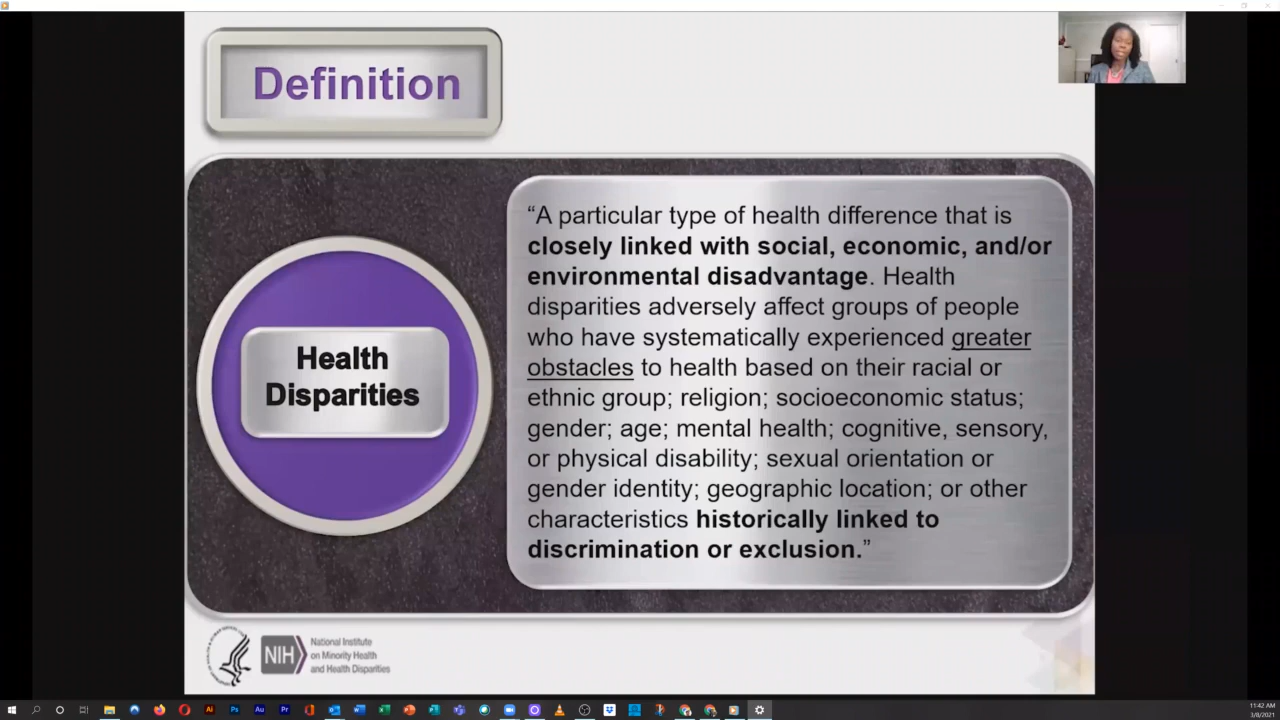 Definition
Health
Disparities
“A particular type of health difference that is
closely linked with social, economic, and/or
environmental disadvantage. Health
disparities adversely affect groups of people
who have systematically experienced greater
obstacles to health based on their racial or
ethnic group; religion; socioeconomic status;
gender; age; mental health; cognitive, sensory,
or physical disability; sexual orientation or
gender identity; geographic location; or other
characteristics historically linked to
discrimination or exclusion.”
NIH
National Institute
on Minority Health
and Health Disparities
Ai Ps Au Pr
11:42 AM
3/8/2021